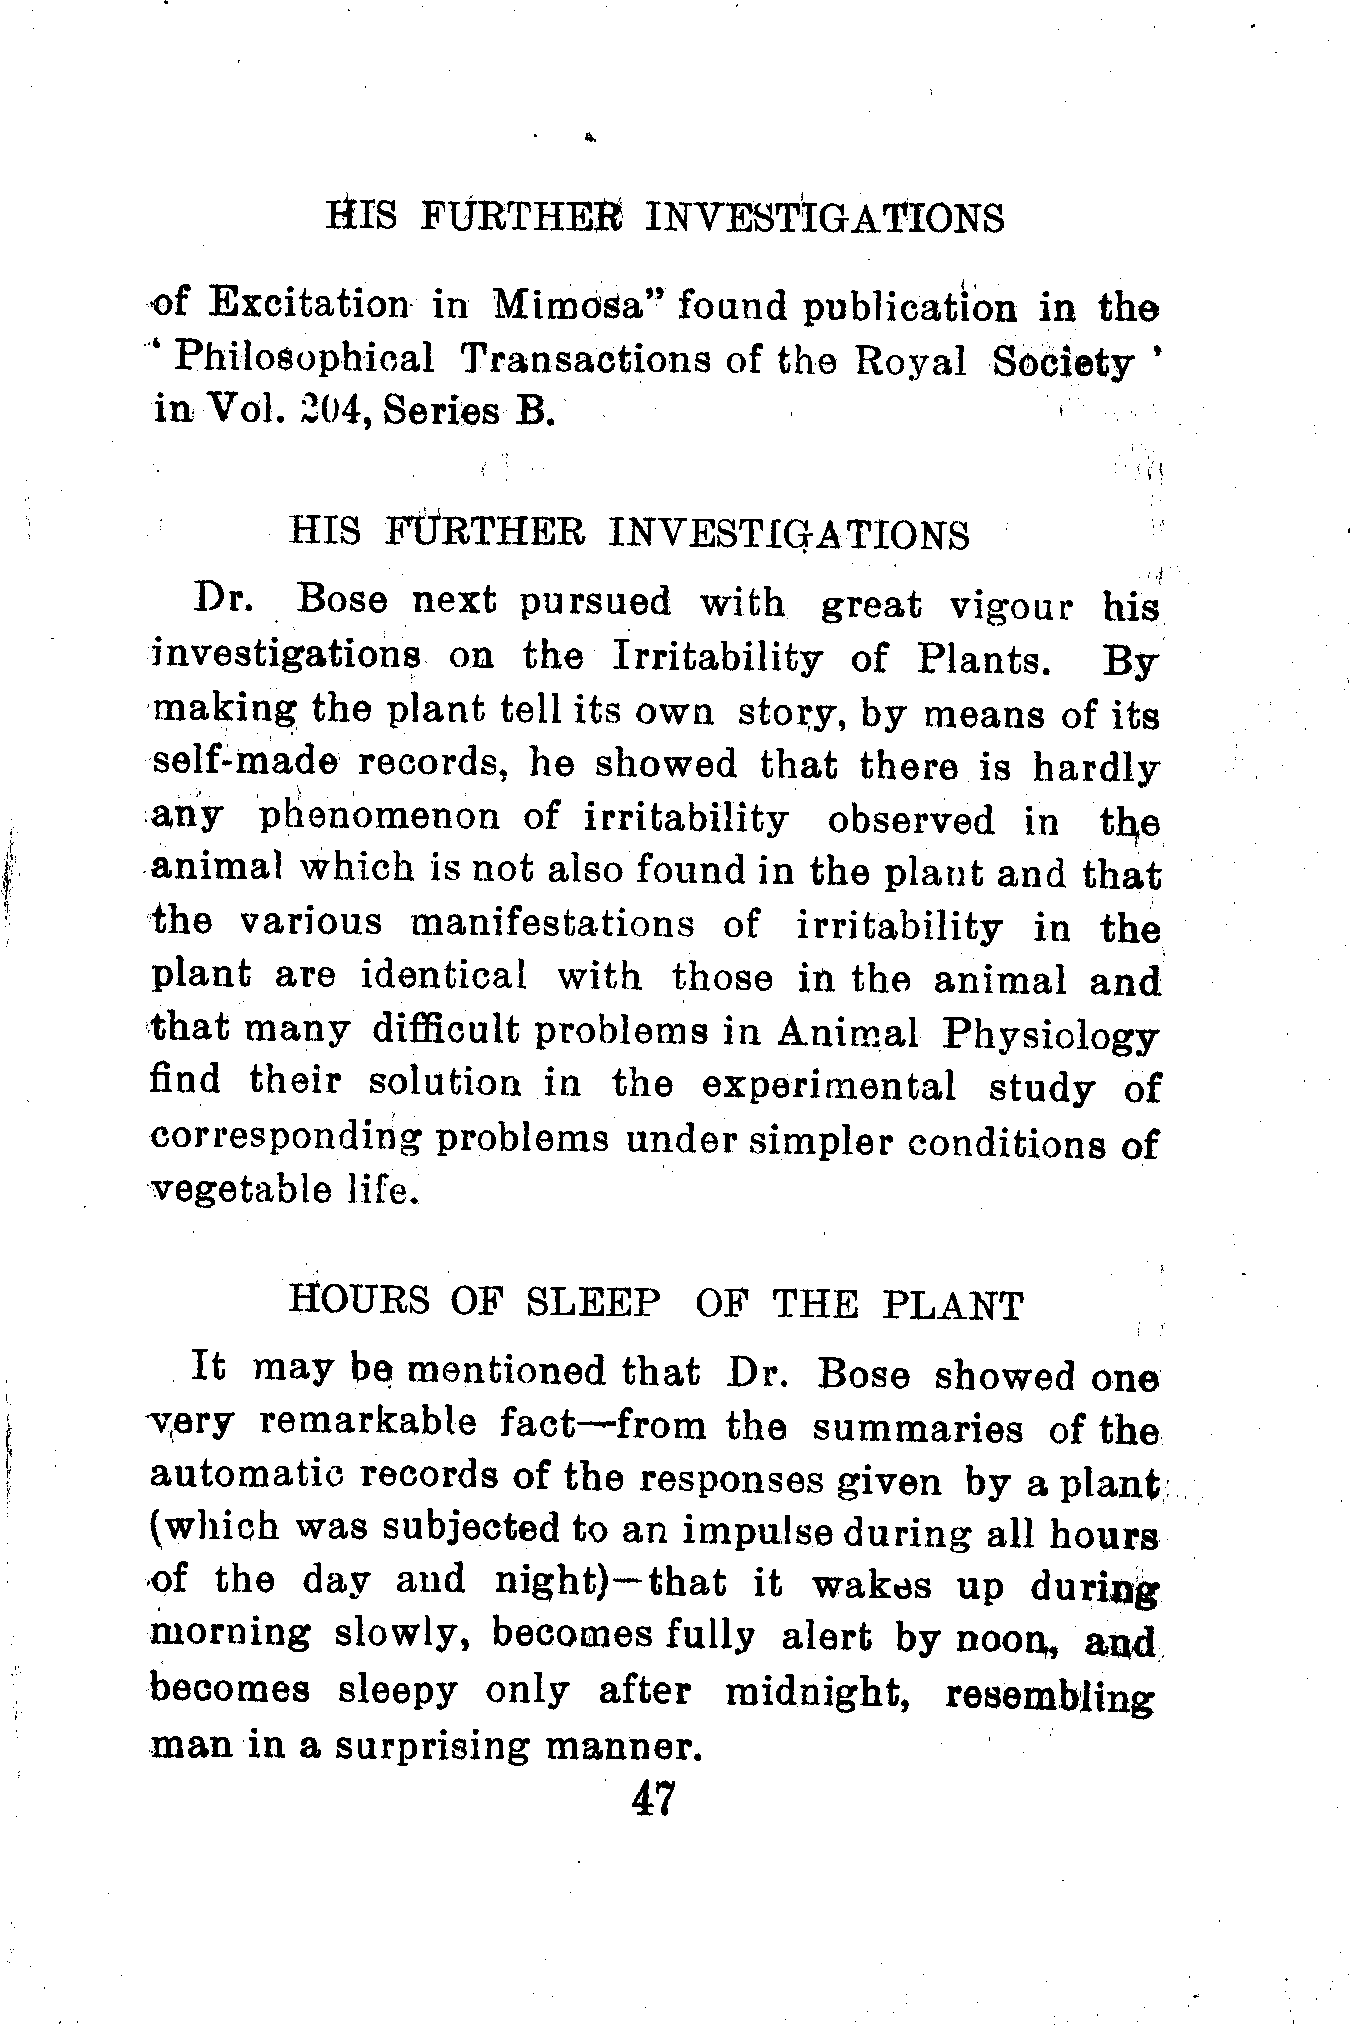 HIS FURTHER INVESTIGATIONS
of Excitation in Mimosa" found publication in the
' Philosophical Transactions of the Royal Society '
in Vol. 204, Series B.
HIS FURTHER INVESTIGATIONS
Dr. Bose next pursued with great vigour his
investigations on the Irritability of Plants. By
making the plant tell its own story, by means of its
self-made records, he showed that there is hardly
any phenomenon of irritability observed in the
animal which is not also found in the plant and that
the various manifestations of irritability in the
plant are identical with those in the animal and
that many difficult problems in Animal Physiology
find their solution in the experimental study of
corresponding problems under simpler conditions of
vegetable life.
HOURS OF SLEEP OF THE PLANT
It may be mentioned that Dr. Bose showed one
very remarkable fact—from the summaries of the
automatic records of the responses given by a plant
(which was subjected to an impulse during all hours
of the day and night)—that it wakes up during
morning slowly, becomes fully alert by noon, and
becomes sleepy only after midnight, resembling
man in a surprising manner.
47